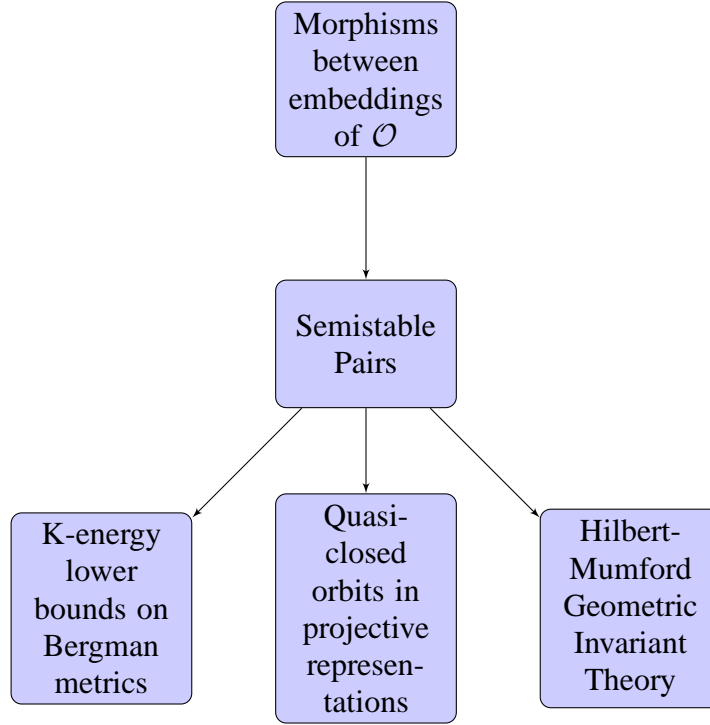 Morphisms
between
embeddings
of 𝒪
Semistable
Pairs
K-energy
lower
bounds on
Bergman
metrics
Quasi-
closed
orbits in
projective
represen-
tations
Hilbert-
Mumford
Geometric
Invariant
Theory